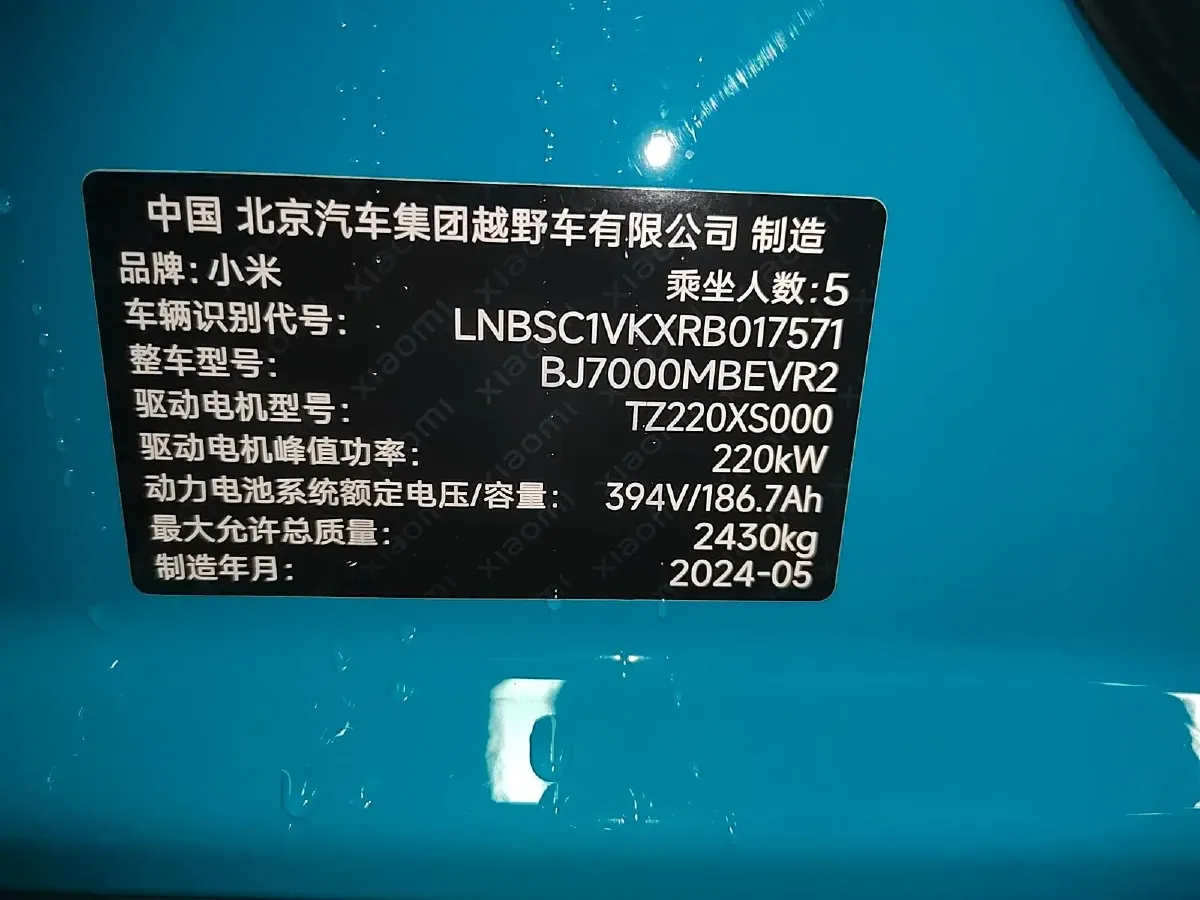 中国 北京汽车集团越野车有限公司 制造
品牌：小米 乘坐人数：5
车辆识别代号： LNBSC1VKXRB017571
整车型号： BJ7000MBEVR2
驱动电机型号： TZ220XS000
驱动电机峰值功率： 220kW
动力电池系统额定电压/容量： 394V/186.7Ah
最大允许总质量： 2430kg
制造年月： 2024-05
xiaomi